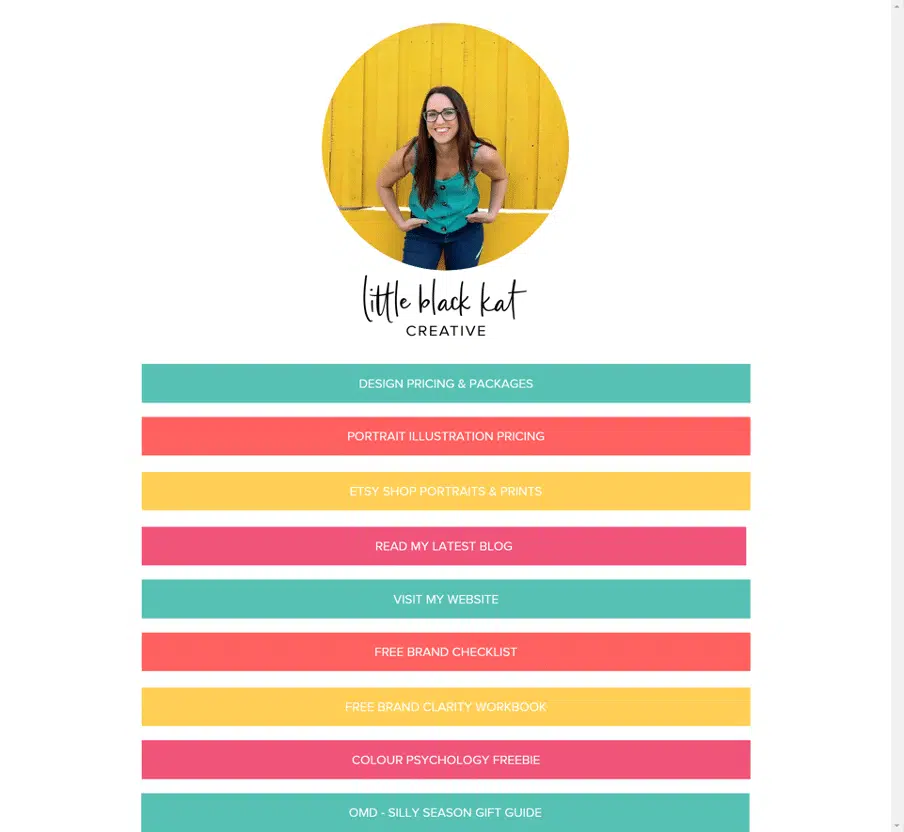 little black kat
CREATIVE
DESIGN PRICING & PACKAGES
PORTRAIT ILLUSTRATION PRICING
ETSY SHOP PORTRAITS & PRINTS
READ MY LATEST BLOG
VISIT MY WEBSITE
FREE BRAND CHECKLIST
FREE BRAND CLARITY WORKBOOK
COLOUR PSYCHOLOGY FREEBIE
OMD - SILLY SEASON GIFT GUIDE